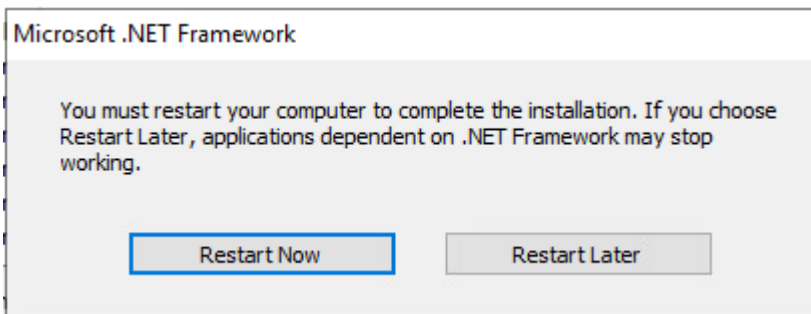 Microsoft .NET Framework
You must restart your computer to complete the installation. If you choose
Restart Later, applications dependent on .NET Framework may stop
working.
Restart Now
Restart Later